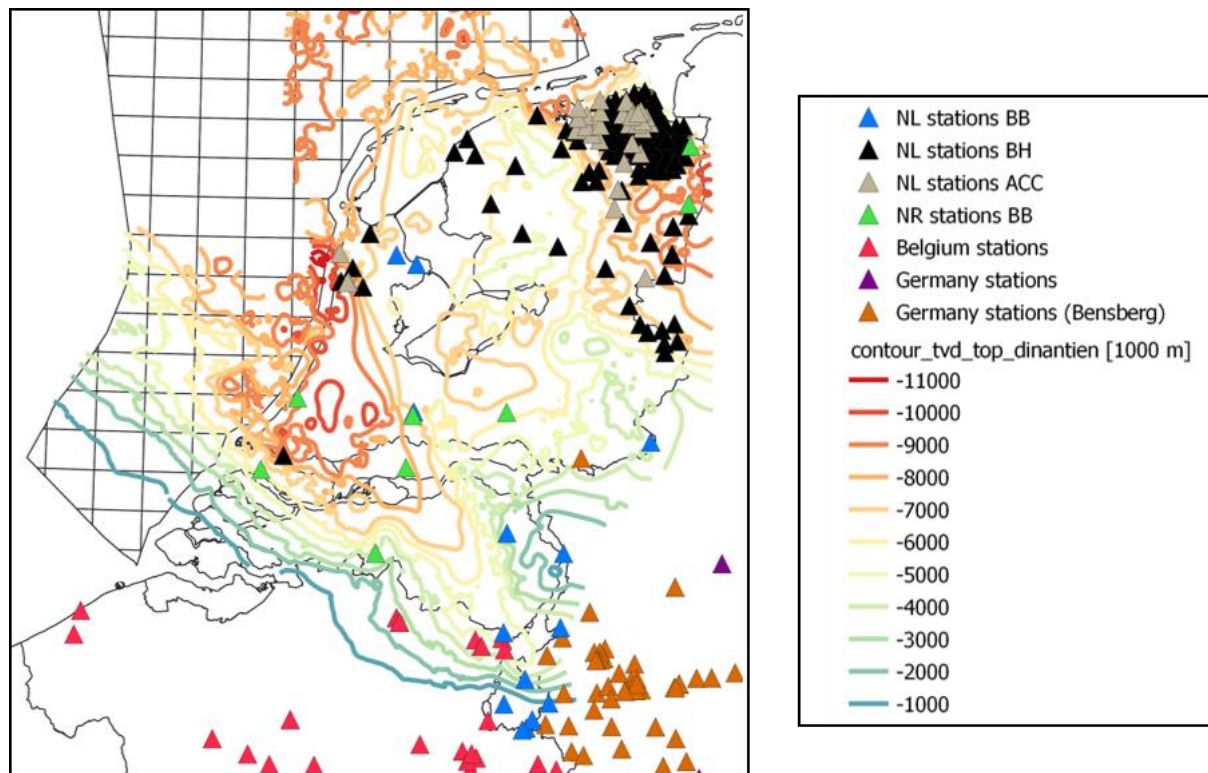 NL stations BB
NL stations BH
NL stations ACC
NR stations BB
Belgium stations
Germany stations
Germany stations (Bensberg)
contour_tvd_top_dinantien [1000 m]
-11000
-10000
-9000
-8000
-7000
-6000
-5000
-4000
-3000
-2000
-1000